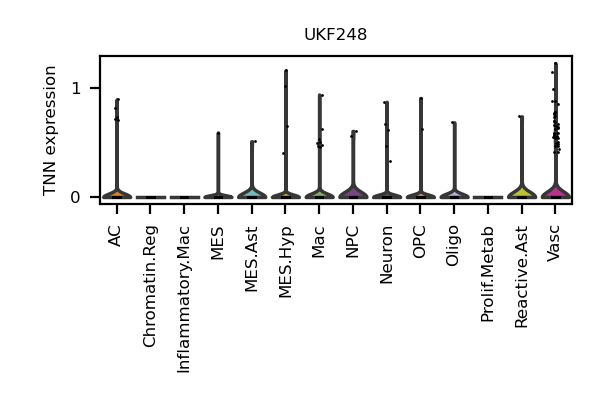 UKF248
TNN expression
1
0
AC
Chromatin.Reg
Inflammatory.Mac
MES
MES.Ast
MES.Hyp
Mac
NPC
Neuron
OPC
Oligo
Prolif.Metab
Reactive.Ast
Vasc